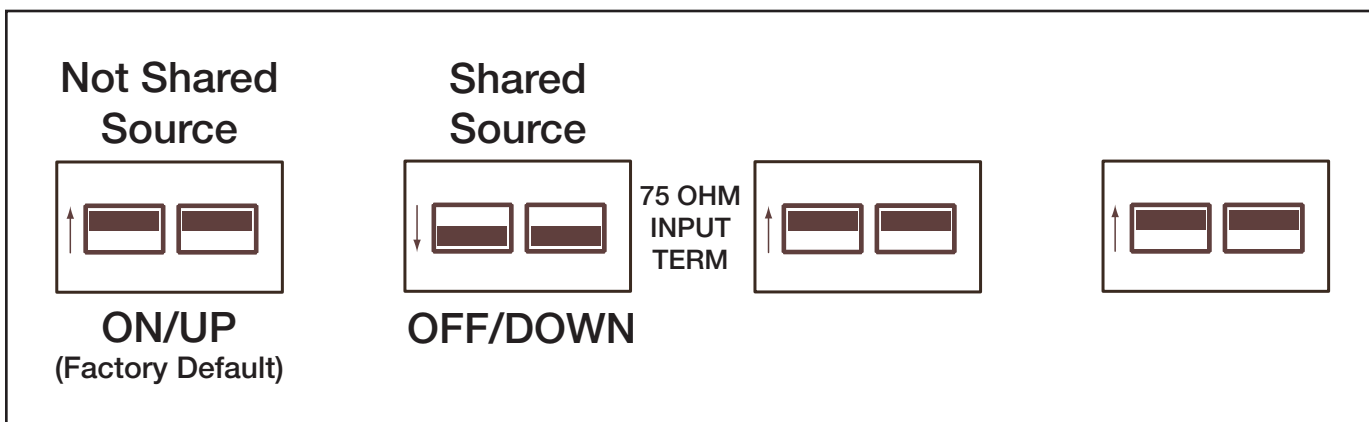 Not Shared
Source
ON/UP
(Factory Default)
Shared
Source
OFF/DOWN
75 OHM
INPUT
TERM